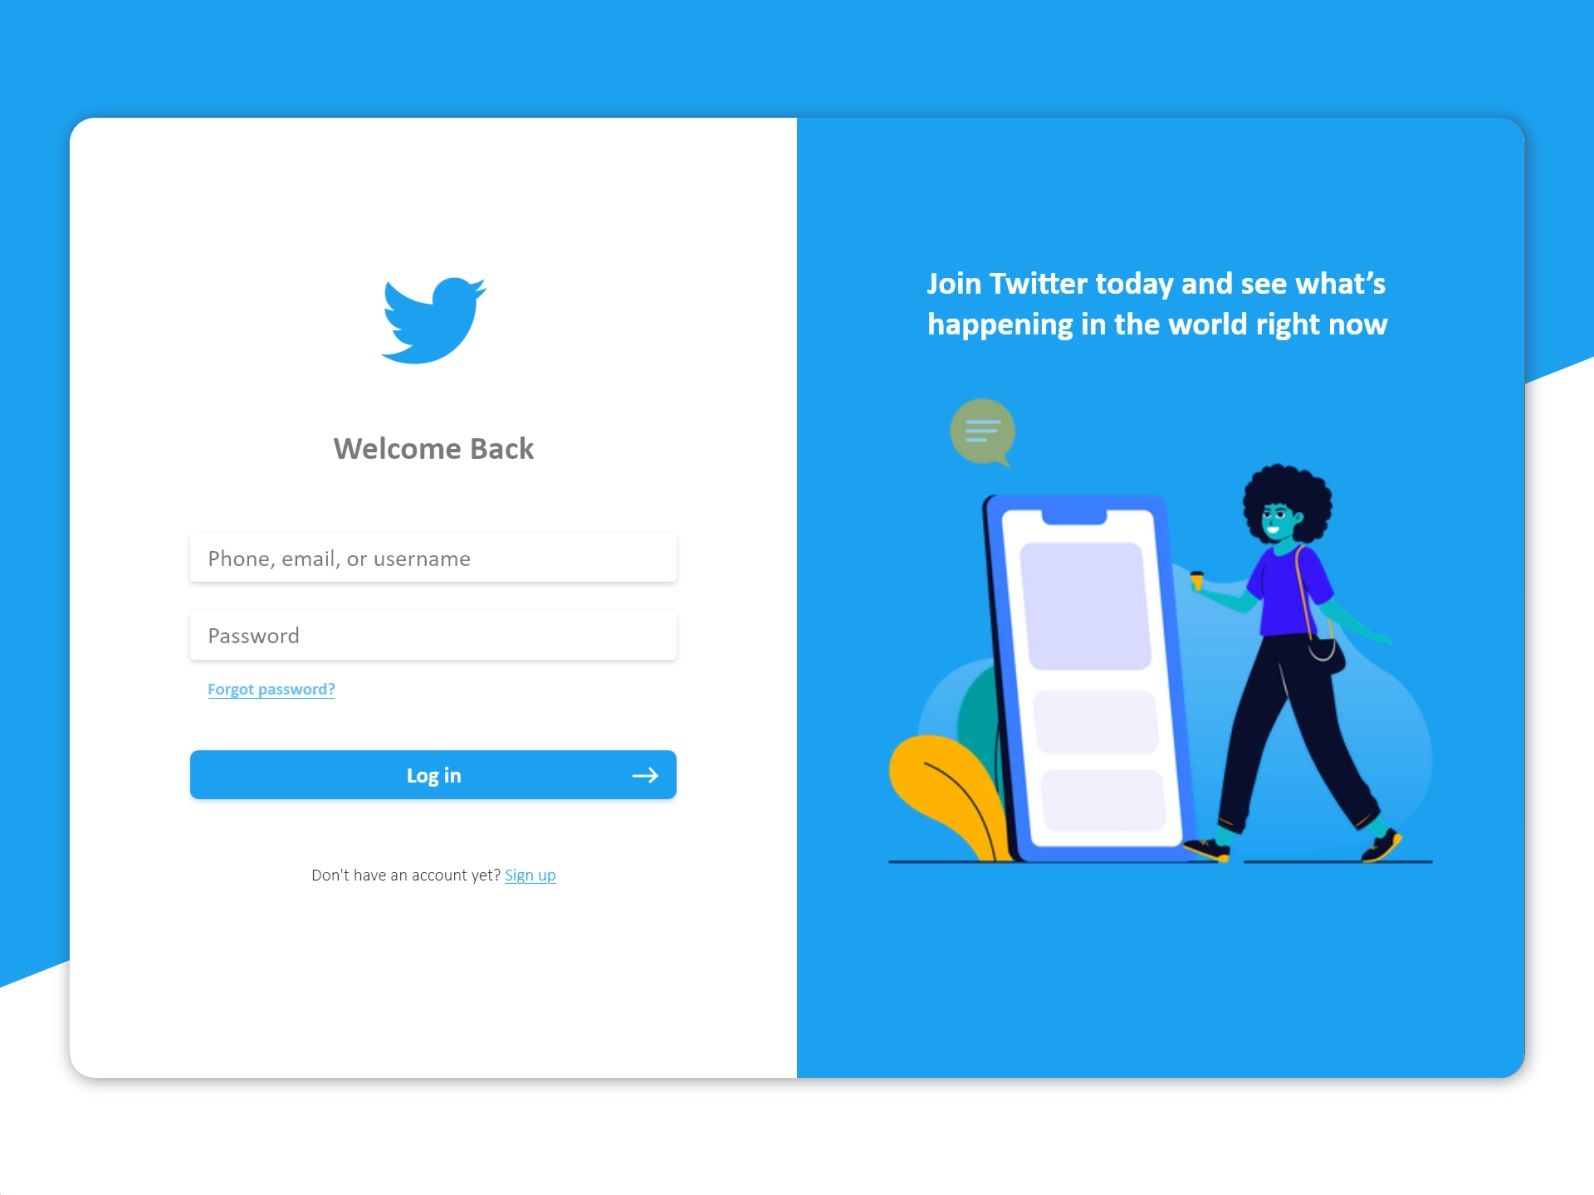 Welcome Back
Phone, email, or username
Password
Forgot password?
Log in
Don't have an account yet? Sign up
Join Twitter today and see what’s
happening in the world right now